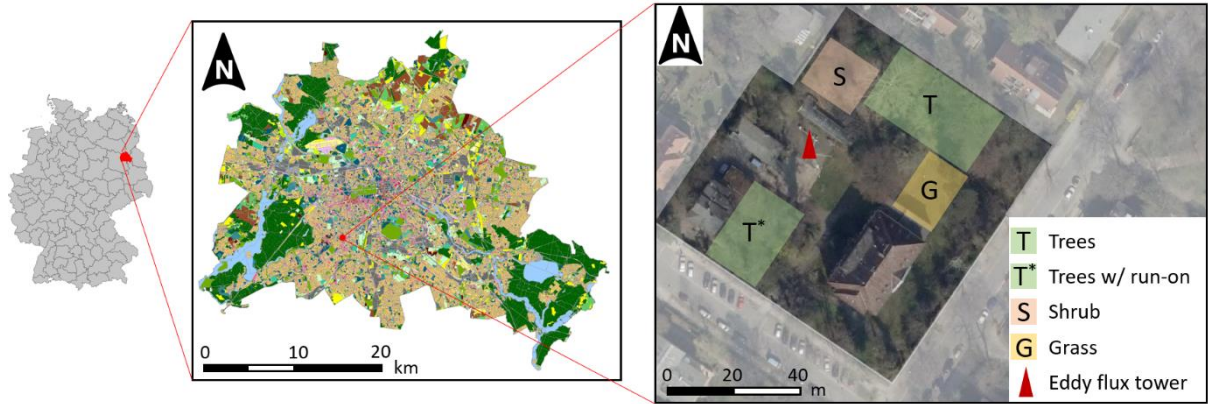 N
0 10 20
km
N
S
T
G
T*
T Trees
T* Trees w/ run-on
S Shrub
G Grass
Eddy flux tower
0 20 40
m